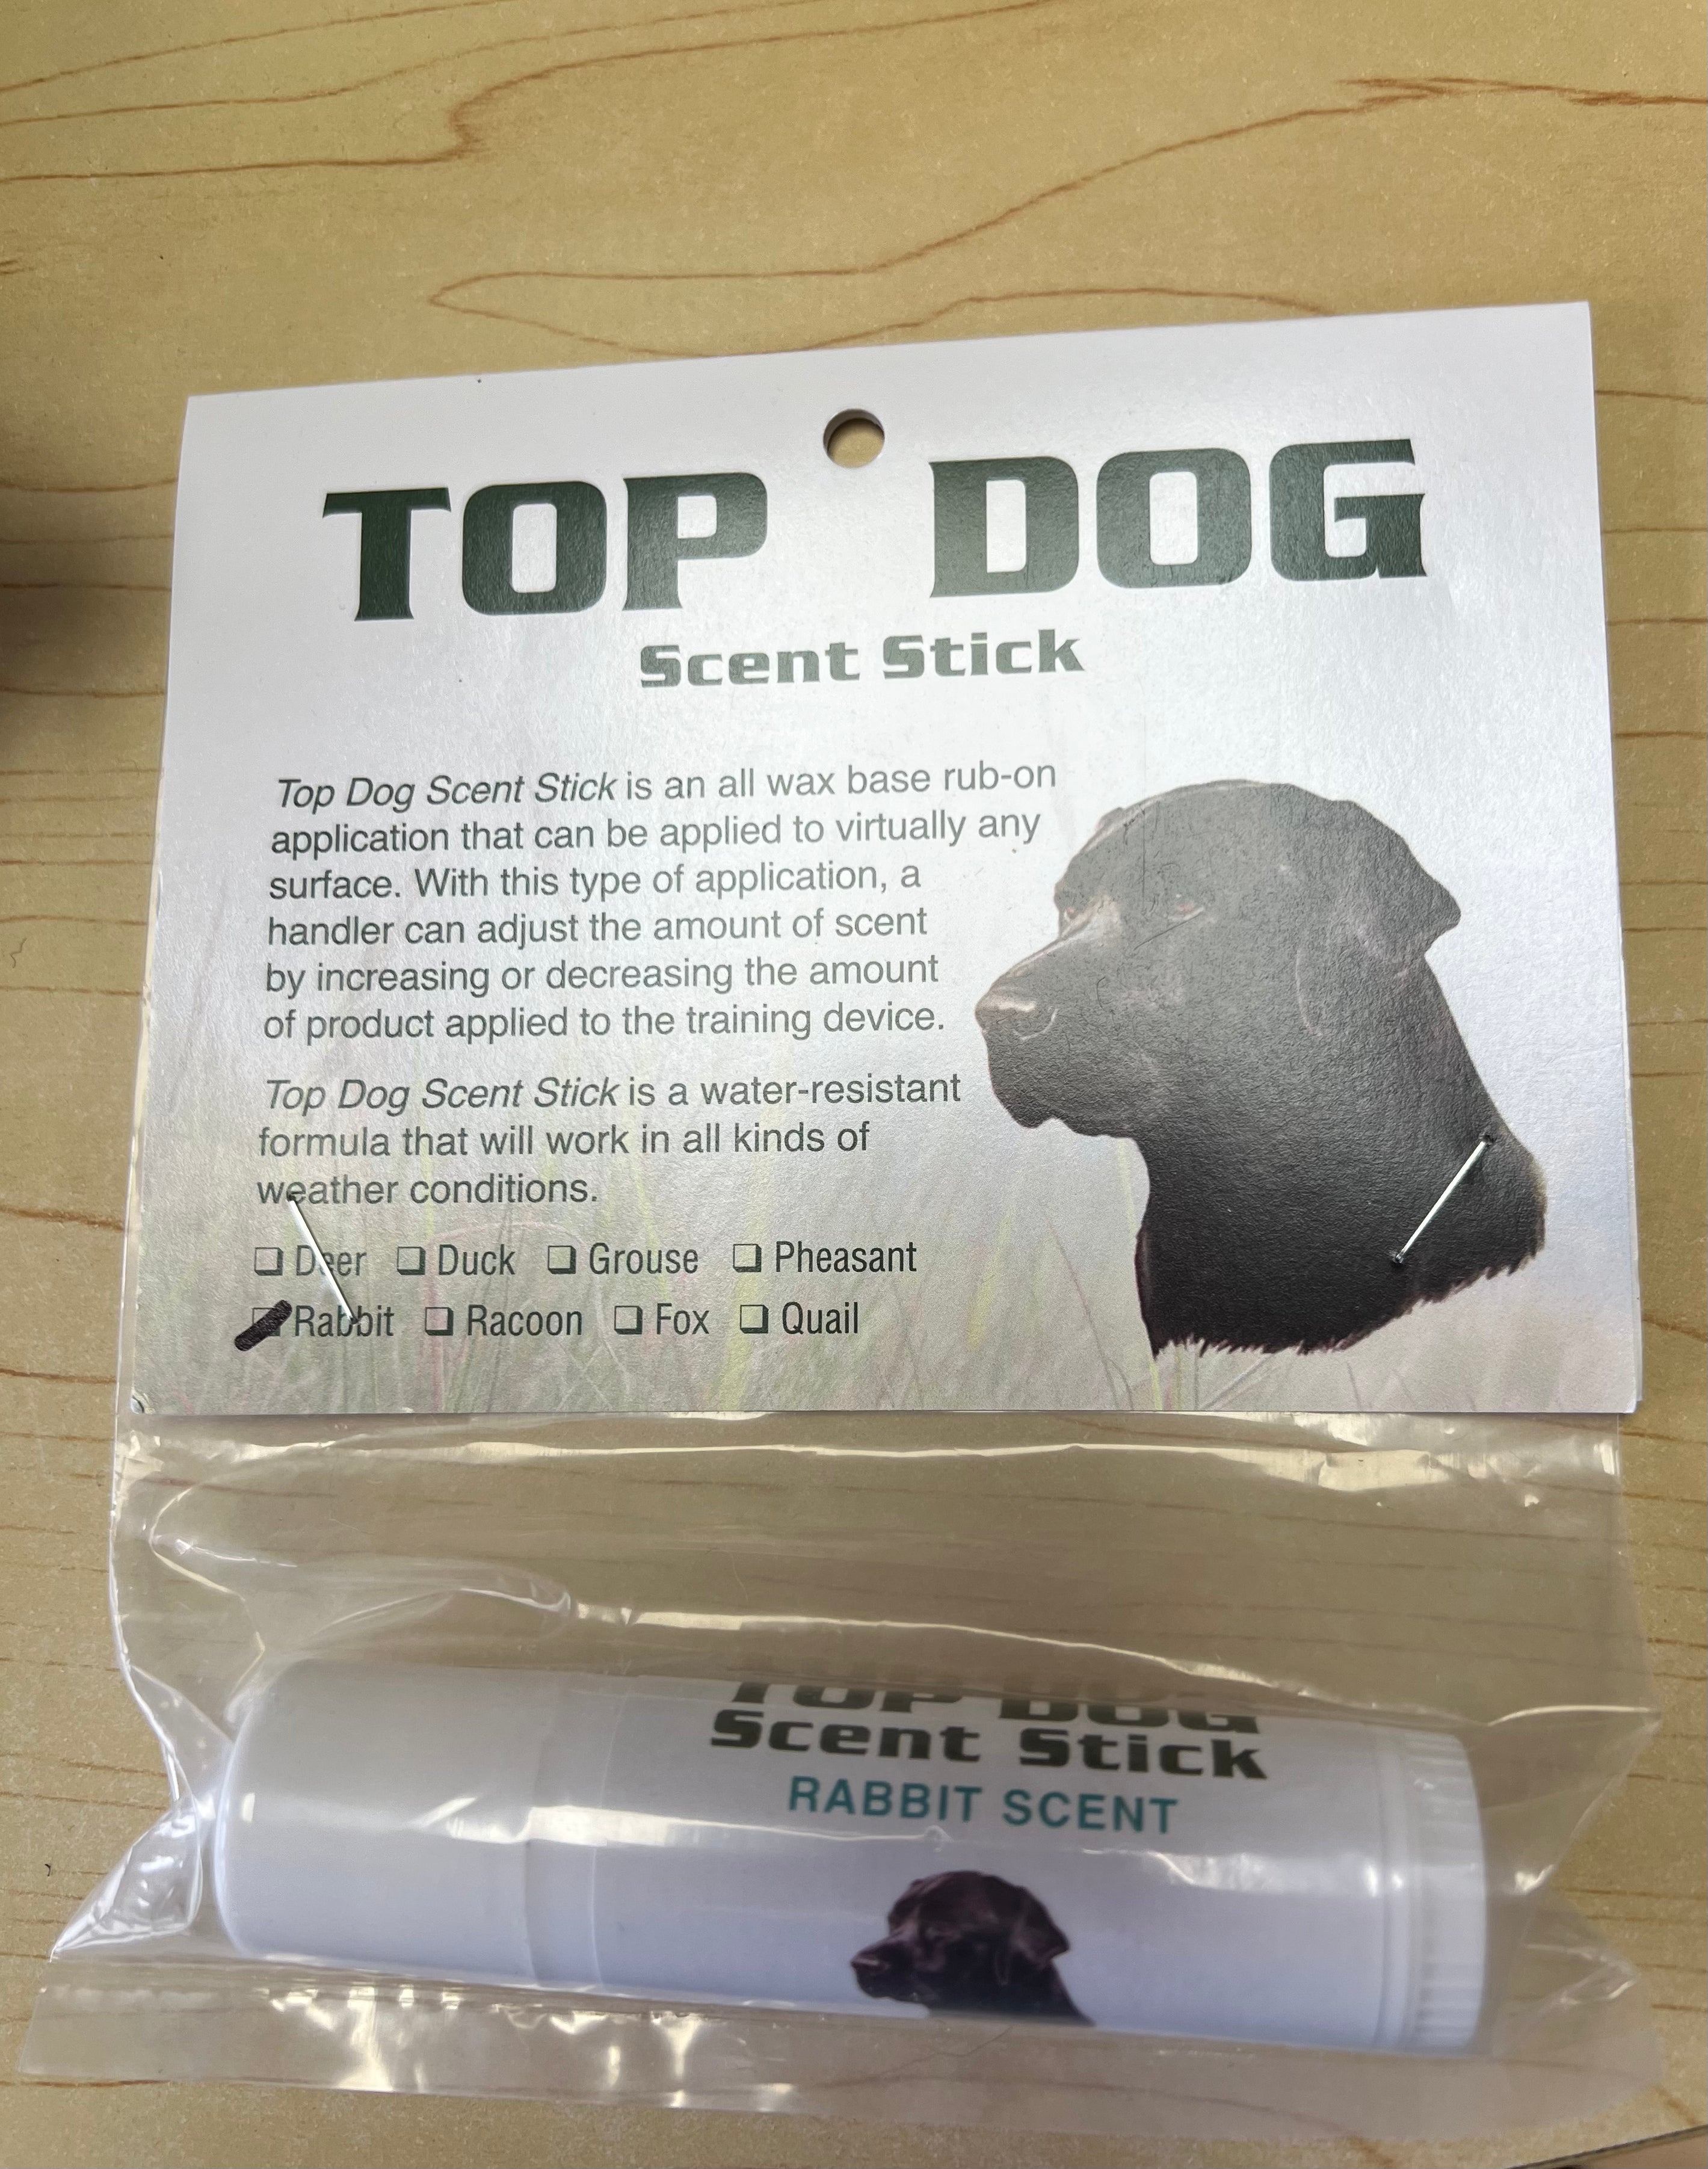 TOP DOG
Scent Stick
Top Dog Scent Stick is an all wax base rub-on
application that can be applied to virtually any
surface. With this type of application, a
handler can adjust the amount of scent
by increasing or decreasing the amount
of product applied to the training device.
Top Dog Scent Stick is a water-resistant
formula that will work in all kinds of
weather conditions.
❑ Deer ❑ Duck ❑ Grouse ❑ Pheasant
❑ Rabbit ❑ Racoon ❑ Fox ❑ Quail
TOP DOG
Scent Stick
RABBIT SCENT